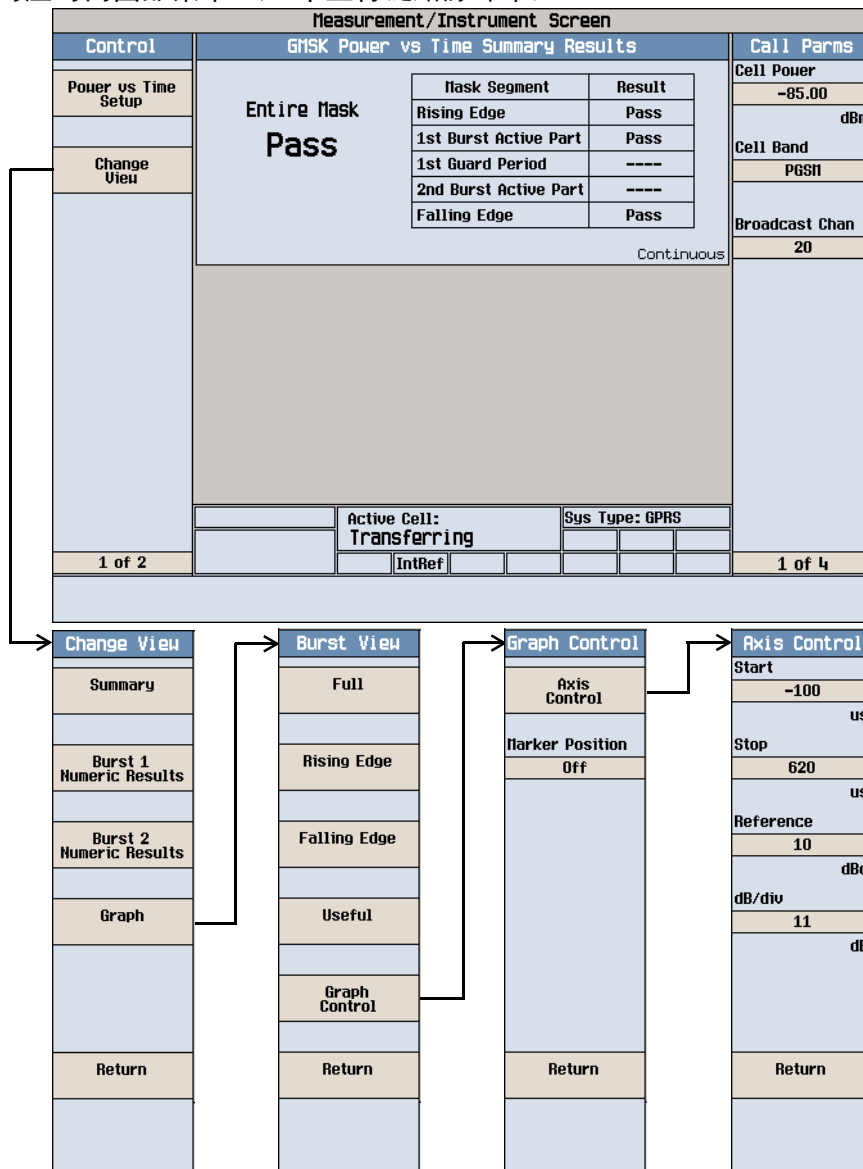 Measurement/Instrument Screen
Control
GMSK Power vs Time Summary Results
Call Parms
Power vs Time
Setup
Change
View
1 of 2
Entire Mask
Pass
Mask Segment Result
Rising Edge Pass
1st Burst Active Part Pass
1st Guard Period ----
2nd Burst Active Part ----
Falling Edge Pass
Continuous
Cell Power
-85.00
Cell Band
PGSM
Broadcast Chan
20
1 of 4
Active Cell:
Transferring
Sys Type: GPRS
IntRef
Change View
Summary
Burst 1
Numeric Results
Burst 2
Numeric Results
Graph
Return
Burst View
Full
Rising Edge
Falling Edge
Useful
Graph
Control
Return
Graph Control
Axis
Control
Marker Position
Off
Return
Axis Control
Start
-100
us
Stop
620
us
Reference
10
dB/div
11
Return